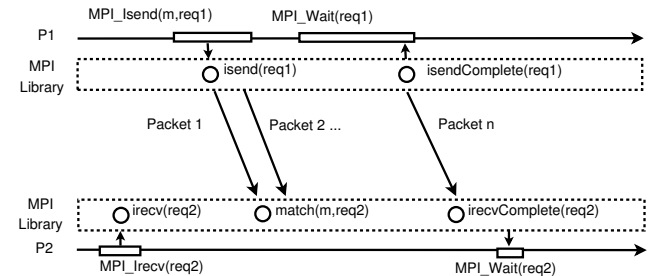 MPI_Isend(m,req1) MPI_Wait(req1)
P1
MPI
Library
isend(req1) isendComplete(req1)
Packet 1 Packet 2 ... Packet n
MPI
Library
irecv(req2) match(m,req2) irecvComplete(req2)
P2
MPI_Irecv(req2) MPI_Wait(req2)